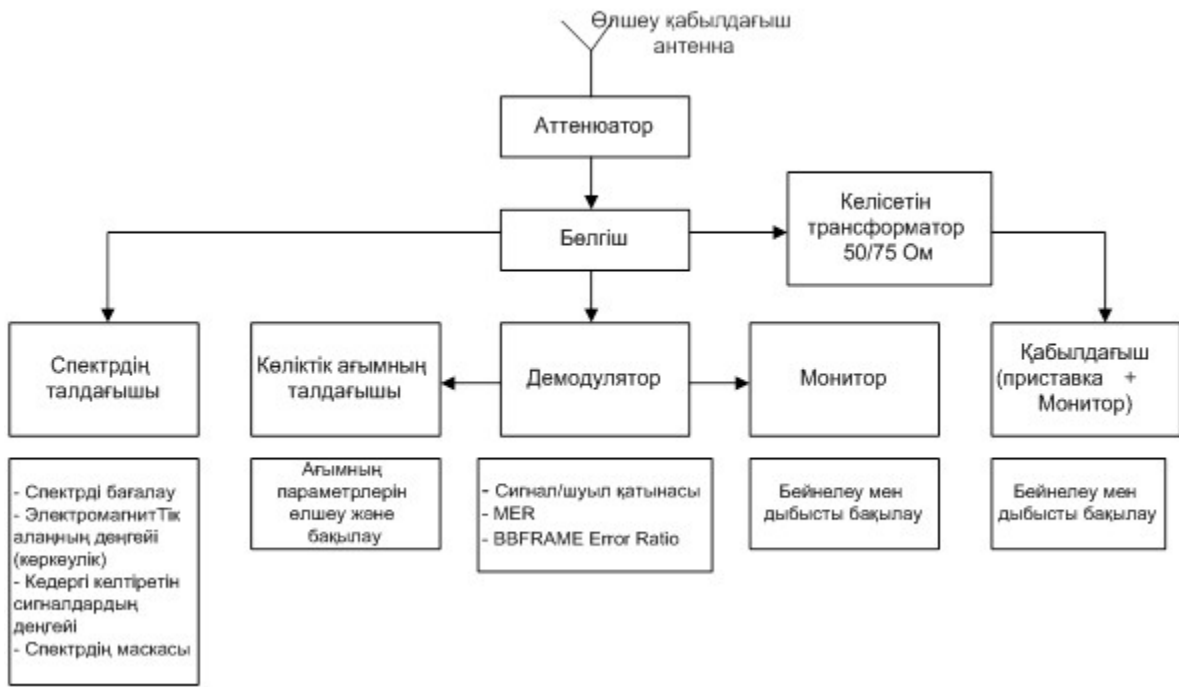 Өлшеу қабылдағыш
антенна
Аттенюатор
Бөлгіш
Келісетін
трансформатор
50/75 Ом
Спектрдің
талдағышы
Көліктік ағымның
талдағышы
Демодулятор
Монитор
Қабылдағыш
(приставка +
Монитор)
- Спектрді бағалау
- ЭлектромагнитТік
алаңның деңгейі
(көркеулік)
- Кедергі келтіретін
сигналдардың
деңгейі
- Спектрдің маскасы
Ағымның
параметрлерін
өлшеу және
бақылау
- Сигнал/шуыл қатынасы
- MER
- BBFRAME Error Ratio
Бейнелеу мен
дыбысты бақылау
Бейнелеу мен
дыбысты бақылау